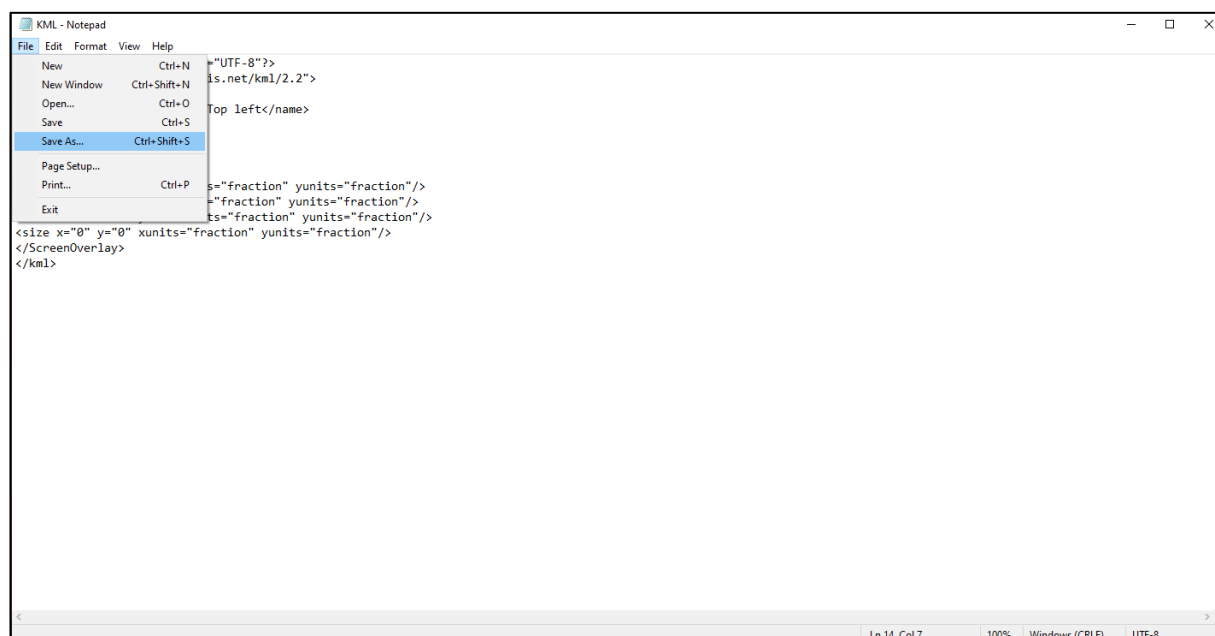 KML - Notepad
File Edit Format View Help
New Ctrl+N
New Window Ctrl+Shift+N
Open... Ctrl+O
Save Ctrl+S
Save As... Ctrl+Shift+S
Page Setup...
Print... Ctrl+P
Exit
="UTF-8"?>
is.net/kml/2.2">
Top left</name>
s="fraction" yunits="fraction"/>
="fraction" yunits="fraction"/>
ts="fraction" yunits="fraction"/>
<size x="0" y="0" xunits="fraction" yunits="fraction"/>
</ScreenOverlay>
</kml>
Ln 14, Col 7 100% Windows (CRLF) UTF-8